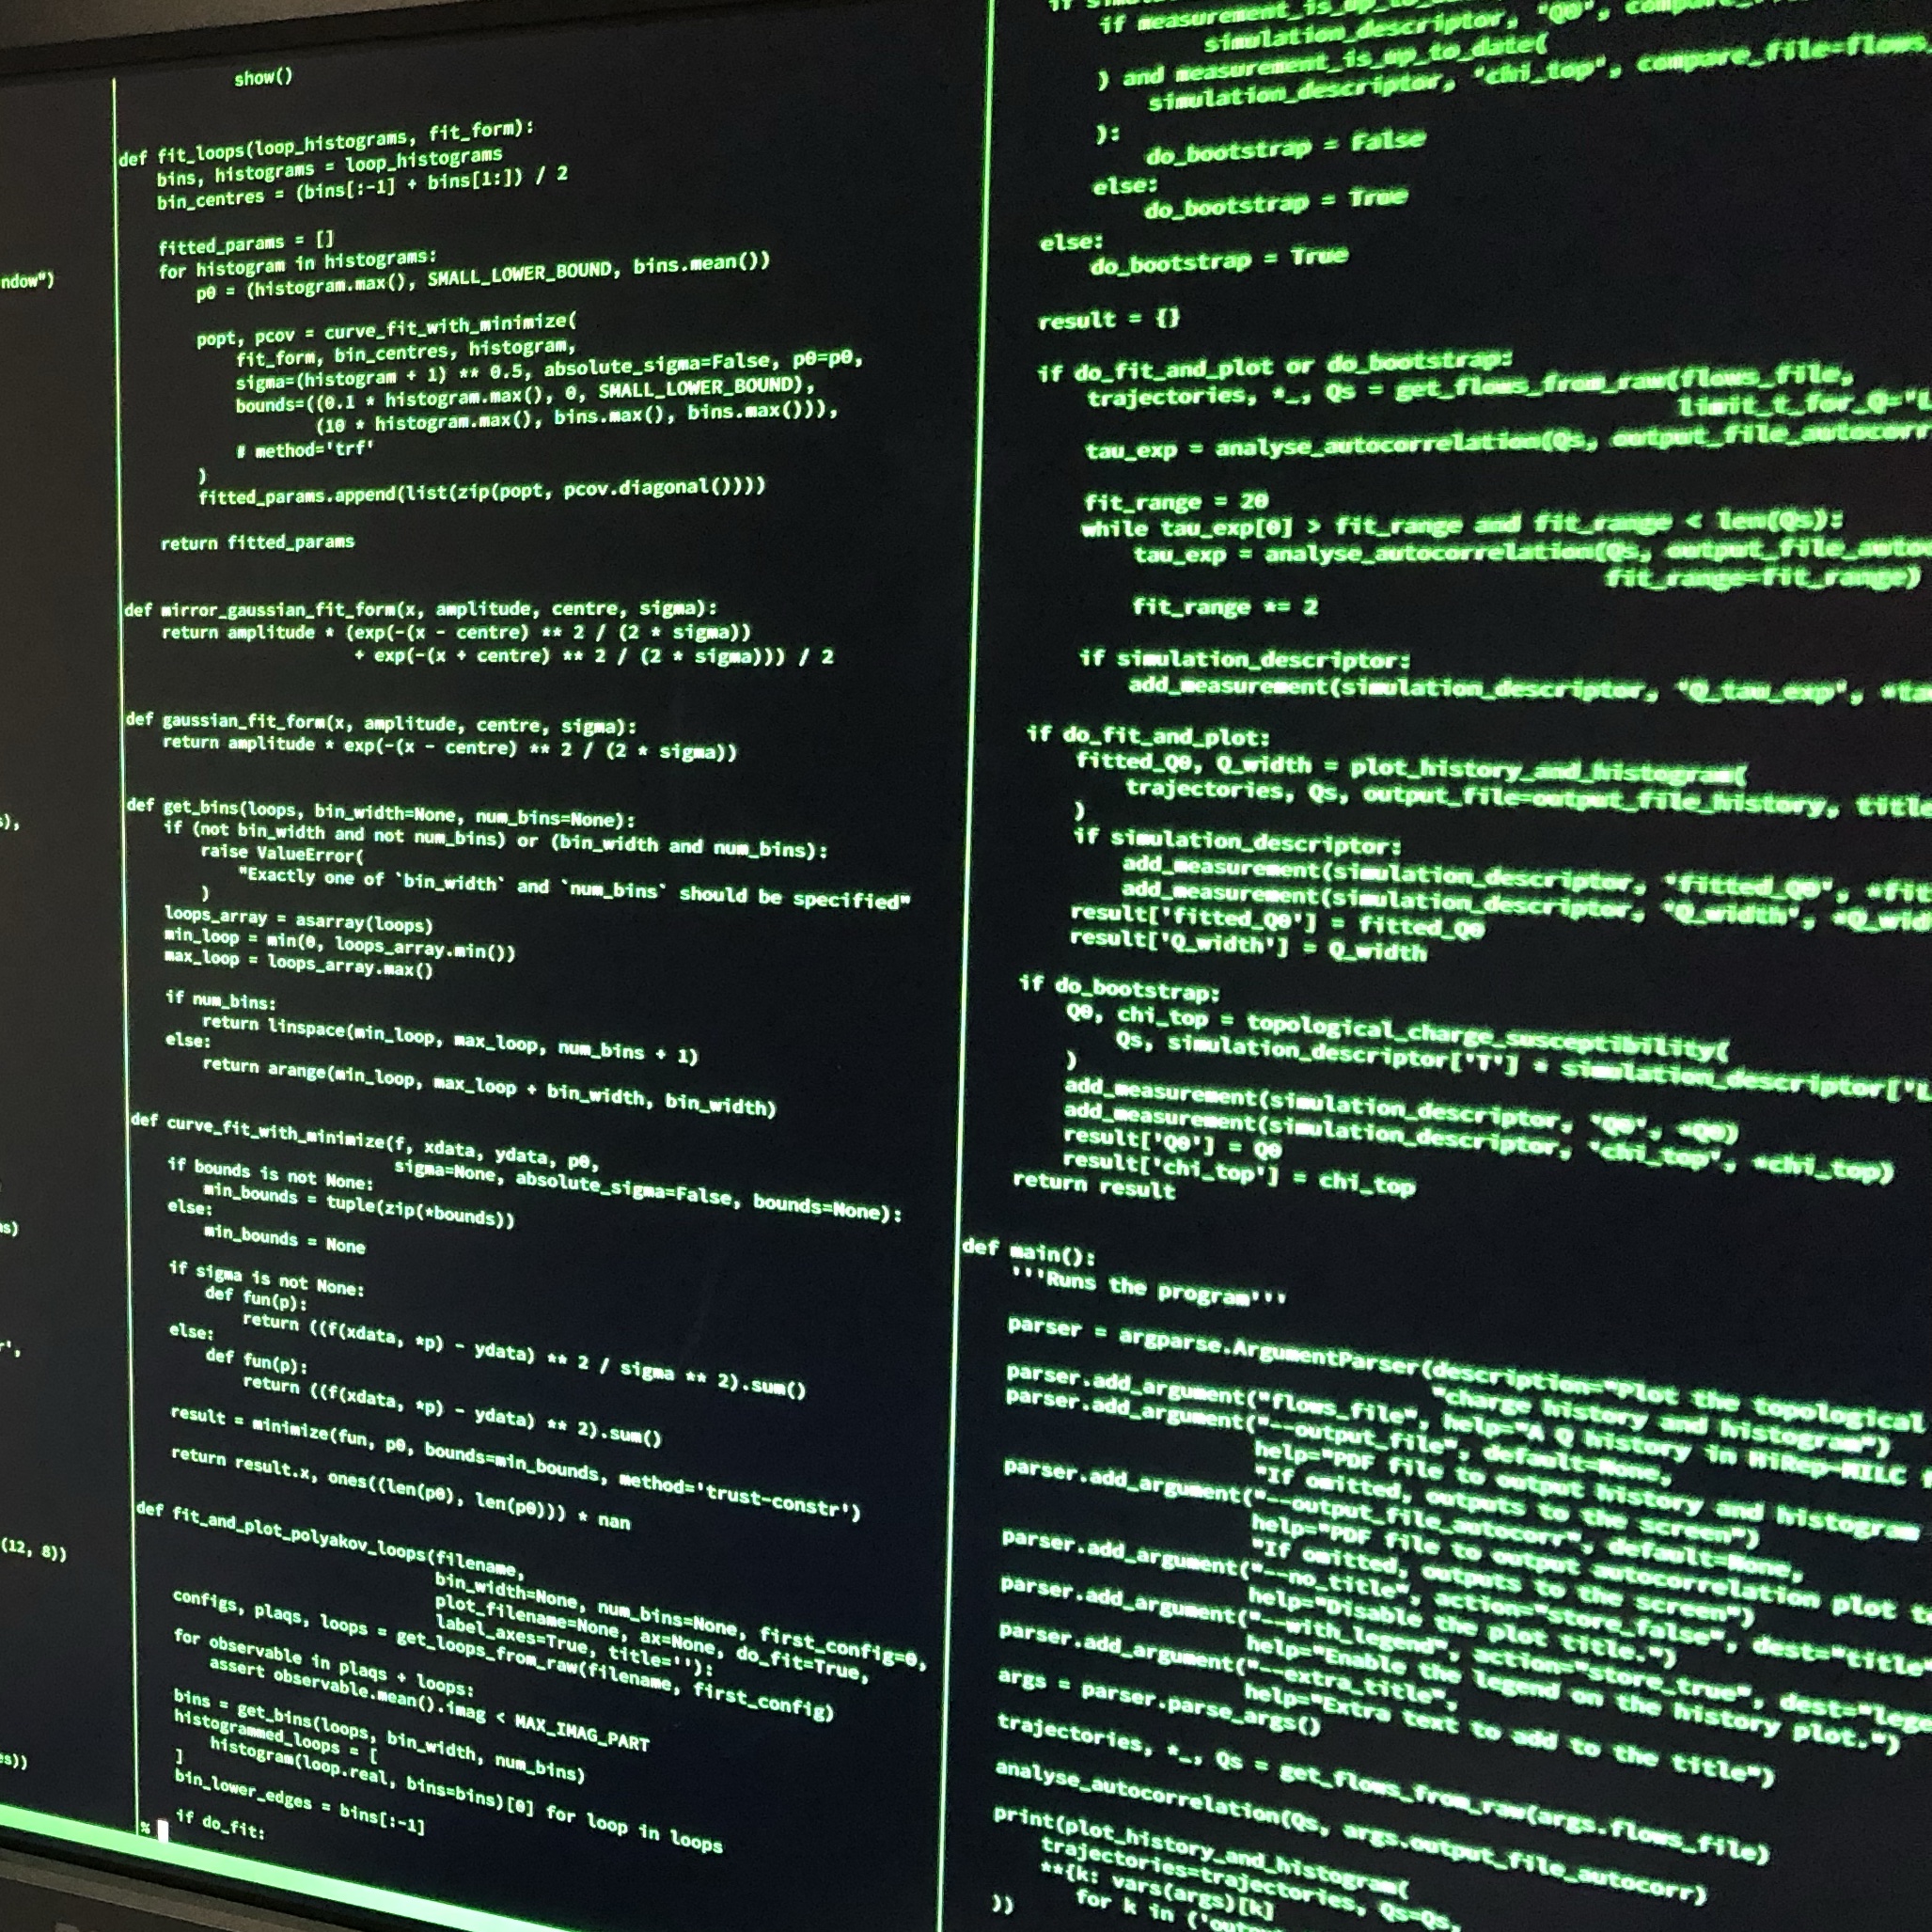 ndow")
s),
s)
r',
(12, 8))
es))
show()
def fit_loops(loop_histograms, fit_form):
bins, histograms = loop_histograms
bin_centres = (bins[:-1] + bins[1:]) / 2
fitted_params = []
for histogram in histograms:
p0 = (histogram.max(), SMALL_LOWER_BOUND, bins.mean())
popt, pcov = curve_fit_with_minimize(
fit_form, bin_centres, histogram,
sigma=(histogram + 1) ** 0.5, absolute_sigma=False, p0=p0,
bounds=((0.1 * histogram.max(), 0, SMALL_LOWER_BOUND),
(10 * histogram.max(), bins.max(), bins.max())),
# method='trf'
)
fitted_params.append(list(zip(popt, pcov.diagonal())))
return fitted_params
def mirror_gaussian_fit_form(x, amplitude, centre, sigma):
return amplitude * (exp(-(x - centre) ** 2 / (2 * sigma))
+ exp(-(x + centre) ** 2 / (2 * sigma))) / 2
def gaussian_fit_form(x, amplitude, centre, sigma):
return amplitude * exp(-(x - centre) ** 2 / (2 * sigma))
def get_bins(loops, bin_width=None, num_bins=None):
if (not bin_width and not num_bins) or (bin_width and num_bins):
raise ValueError(
"Exactly one of `bin_width` and `num_bins` should be specified"
)
loops_array = asarray(loops)
min_loop = min(0, loops_array.min())
max_loop = loops_array.max()
if num_bins:
return linspace(min_loop, max_loop, num_bins + 1)
else:
return arange(min_loop, max_loop + bin_width, bin_width)
def curve_fit_with_minimize(f, xdata, ydata, p0,
sigma=None, absolute_sigma=False, bounds=None):
if bounds is not None:
min_bounds = tuple(zip(*bounds))
else:
min_bounds = None
if sigma is not None:
def fun(p):
return ((f(xdata, *p) - ydata) ** 2 / sigma ** 2).sum()
else:
def fun(p):
return ((f(xdata, *p) - ydata) ** 2).sum()
result = minimize(fun, p0, bounds=min_bounds, method='trust-constr')
return result.x, ones((len(p0), len(p0))) * nan
def fit_and_plot_polyakov_loops(filename,
bin_width=None, num_bins=None, first_config=0,
plot_filename=None, ax=None, do_fit=True,
label_axes=True, title=''):
configs, plaqs, loops = get_loops_from_raw(filename, first_config)
for observable in plaqs + loops:
assert observable.mean().imag < MAX_IMAG_PART
bins = get_bins(loops, bin_width, num_bins)
histogrammed_loops = [
histogram(loop.real, bins=bins)[0] for loop in loops
]
bin_lower_edges = bins[:-1]
if do_fit:
%
if measurement_is_up_to_
simulation_descriptor, "Q0",
) and measurement_is_up_to_date(
simulation_descriptor, "chi_top", compare_file=flows
):
do_bootstrap = False
else:
do_bootstrap = True
else:
do_bootstrap = True
result = {}
if do_fit_and_plot or do_bootstrap:
trajectories, *_, Qs = get_flows_from_raw(flows_file,
limit_t_for_Q="L
tau_exp = analyse_autocorrelation(Qs, output_file_autocorr
fit_range = 20
while tau_exp[0] > fit_range and fit_range < len(Qs):
tau_exp = analyse_autocorrelation(Qs, output_file_auto
fit_range=fit_range)
fit_range *= 2
if simulation_descriptor:
add_measurement(simulation_descriptor, "Q_tau_exp", *ta
if do_fit_and_plot:
fitted_Q0, Q_width = plot_history_and_histogram(
trajectories, Qs, output_file=output_file_history, title
)
if simulation_descriptor:
add_measurement(simulation_descriptor, "fitted_Q0", *fit
add_measurement(simulation_descriptor, "Q_width", *Q_wid
result['fitted_Q0'] = fitted_Q0
result['Q_width'] = Q_width
if do_bootstrap:
Q0, chi_top = topological_charge_susceptibility(
Qs, simulation_descriptor['T'] * simulation_descriptor['L
)
add_measurement(simulation_descriptor, "Q0", *Q0)
add_measurement(simulation_descriptor, "chi_top", *chi_top)
result['Q0'] = Q0
result['chi_top'] = chi_top
return result
def main():
'''Runs the program'''
parser = argparse.ArgumentParser(description="Plot the topological
"charge history and histogram")
parser.add_argument("flows_file", help="A Q history in HiRep-MILC
parser.add_argument("--output_file", default=None,
help="PDF file to output history and histogram
"If omitted, outputs to the screen")
parser.add_argument("--output_file_autocorr", default=None,
help="PDF file to output autocorrelation plot t
"If omitted, outputs to the screen")
parser.add_argument("--no_title", action="store_false", dest="title
help="Disable the plot title.")
parser.add_argument("--with_legend", action="store_true", dest="lege
help="Enable the legend on the history plot.")
parser.add_argument("--extra_title",
help="Extra text to add to the title")
args = parser.parse_args()
trajectories, *_, Qs = get_flows_from_raw(args.flows_file)
analyse_autocorrelation(Qs, args.output_file_autocorr)
print(plot_history_and_histogram(
trajectories=trajectories, Qs=Qs,
**{k: vars(args)[k]
for k in ('out
))